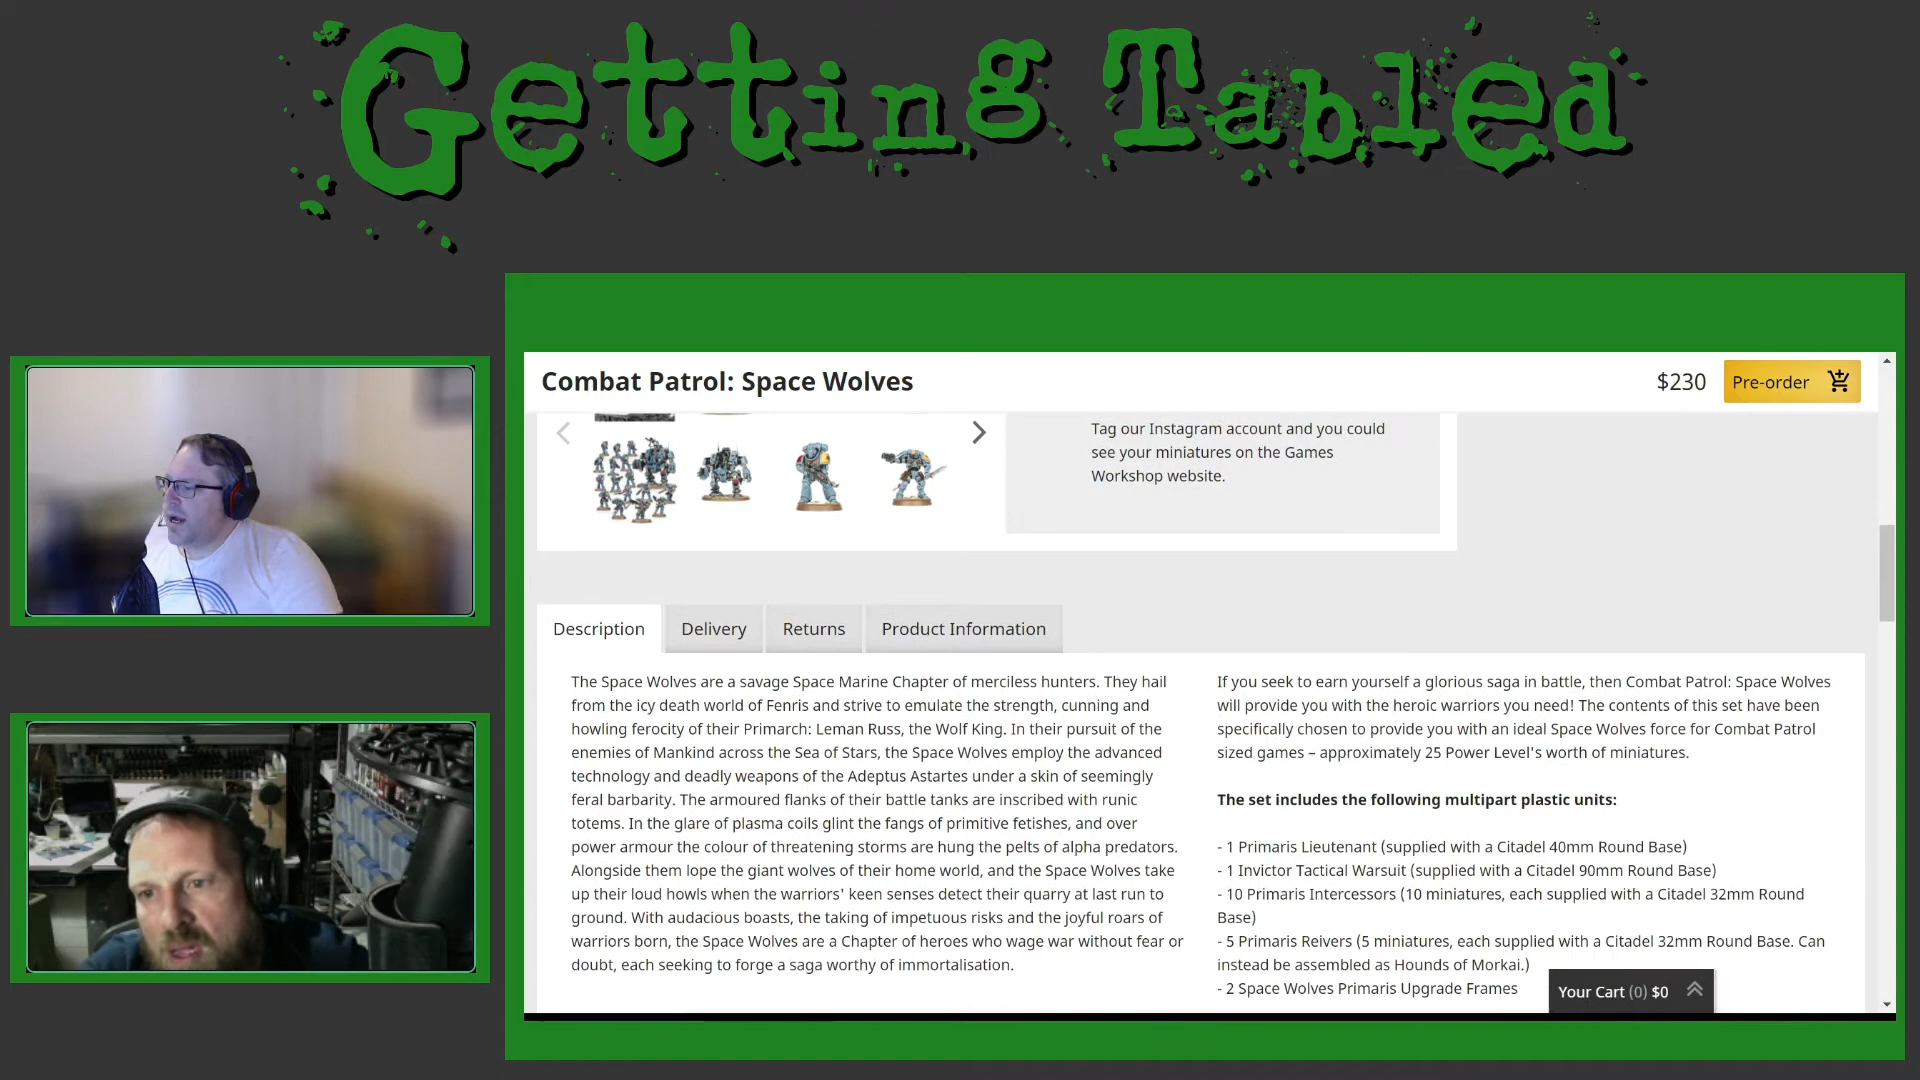 Getting Tabled
Combat Patrol: Space Wolves
$230
Pre-order
Tag our Instagram account and you could
see your miniatures on the Games
Workshop website.
Description
Delivery
Returns
Product Information
The Space Wolves are a savage Space Marine Chapter of merciless hunters. They hail
from the icy death world of Fenris and strive to emulate the strength, cunning and
howling ferocity of their Primarch: Leman Russ, the Wolf King. In their pursuit of the
enemies of Mankind across the Sea of Stars, the Space Wolves employ the advanced
technology and deadly weapons of the Adeptus Astartes under a skin of seemingly
feral barbarity. The armoured flanks of their battle tanks are inscribed with runic
totems. In the glare of plasma coils glint the fangs of primitive fetishes, and over
power armour the colour of threatening storms are hung the pelts of alpha predators.
Alongside them lope the giant wolves of their home world, and the Space Wolves take
up their loud howls when the warriors' keen senses detect their quarry at last run to
ground. With audacious boasts, the taking of impetuous risks and the joyful roars of
warriors born, the Space Wolves are a Chapter of heroes who wage war without fear or
doubt, each seeking to forge a saga worthy of immortalisation.
If you seek to earn yourself a glorious saga in battle, then Combat Patrol: Space Wolves
will provide you with the heroic warriors you need! The contents of this set have been
specifically chosen to provide you with an ideal Space Wolves force for Combat Patrol
sized games – approximately 25 Power Level's worth of miniatures.
The set includes the following multipart plastic units:
- 1 Primaris Lieutenant (supplied with a Citadel 40mm Round Base)
- 1 Invictor Tactical Warsuit (supplied with a Citadel 90mm Round Base)
- 10 Primaris Intercessors (10 miniatures, each supplied with a Citadel 32mm Round
Base)
- 5 Primaris Reivers (5 miniatures, each supplied with a Citadel 32mm Round Base. Can
instead be assembled as Hounds of Morkai.)
- 2 Space Wolves Primaris Upgrade Frames
Your Cart (0) $0